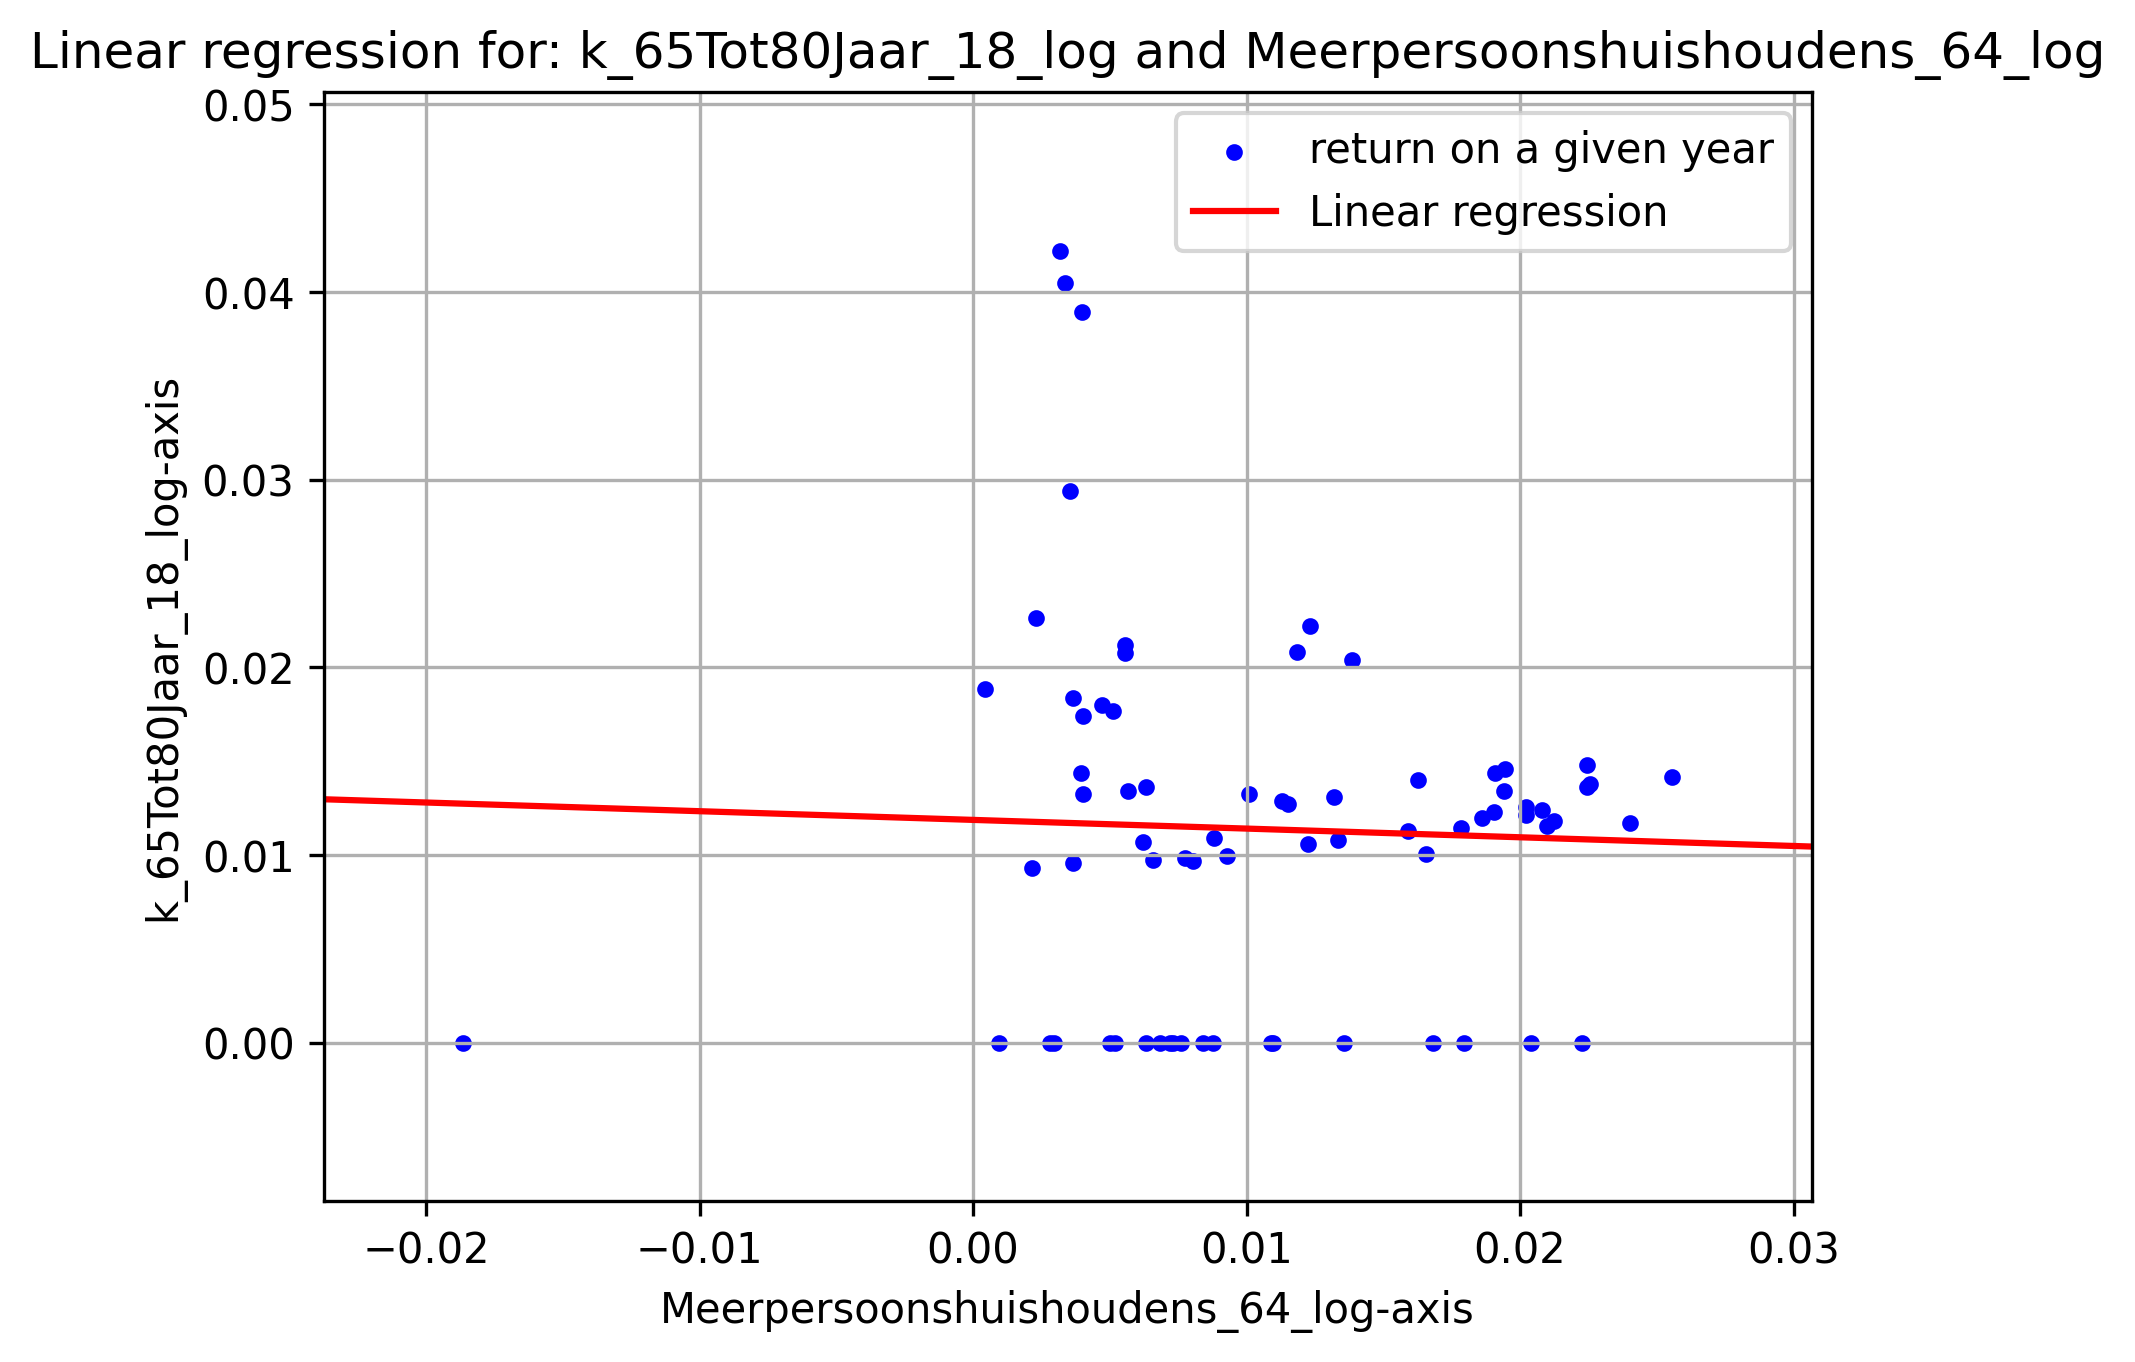 Linear regression for: k_65Tot80Jaar_18_log and Meerpersoonshuishoudens_64_log
return on a given year
Linear regression
k_65Tot80Jaar_18_log-axis
0.05
0.04
0.03
0.02
0.01
0.00
−0.02 −0.01 0.00 0.01 0.02 0.03
Meerpersoonshuishoudens_64_log-axis